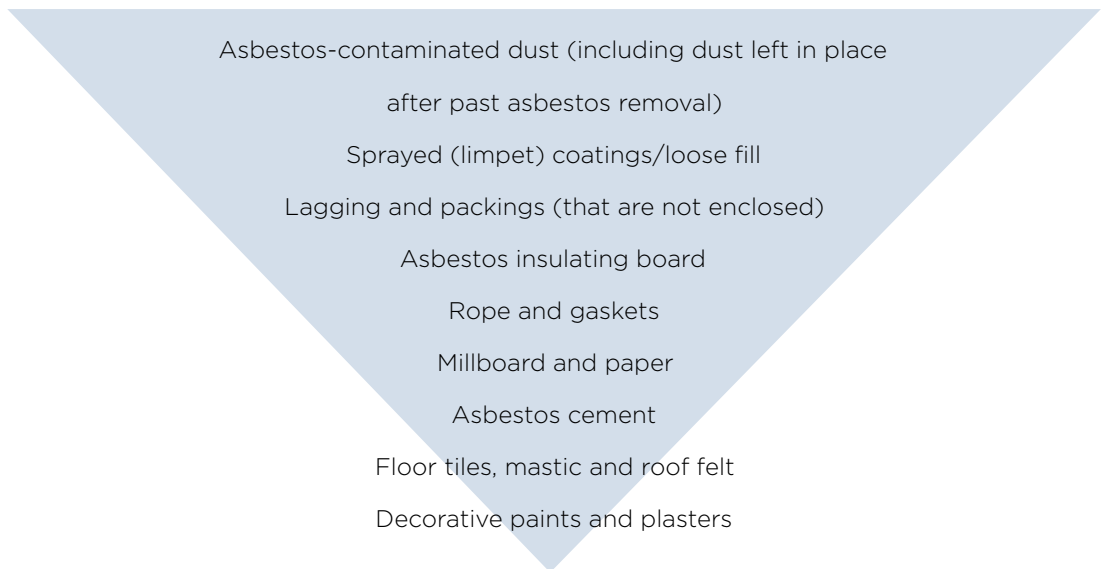 Asbestos-contaminated dust (including dust left in place
after past asbestos removal)
Sprayed (limpet) coatings/loose fill
Lagging and packings (that are not enclosed)
Asbestos insulating board
Rope and gaskets
Millboard and paper
Asbestos cement
Floor tiles, mastic and roof felt
Decorative paints and plasters